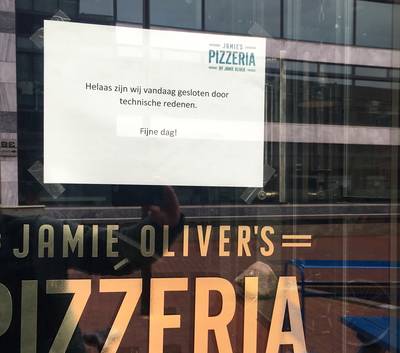 JAMIE'S
PIZZERIA
BY JAMIE OLIVER
Helaas zijn wij vandaag gesloten door
technische redenen.
Fijne dag!
JAMIE OLIVER'S
PIZZERIA